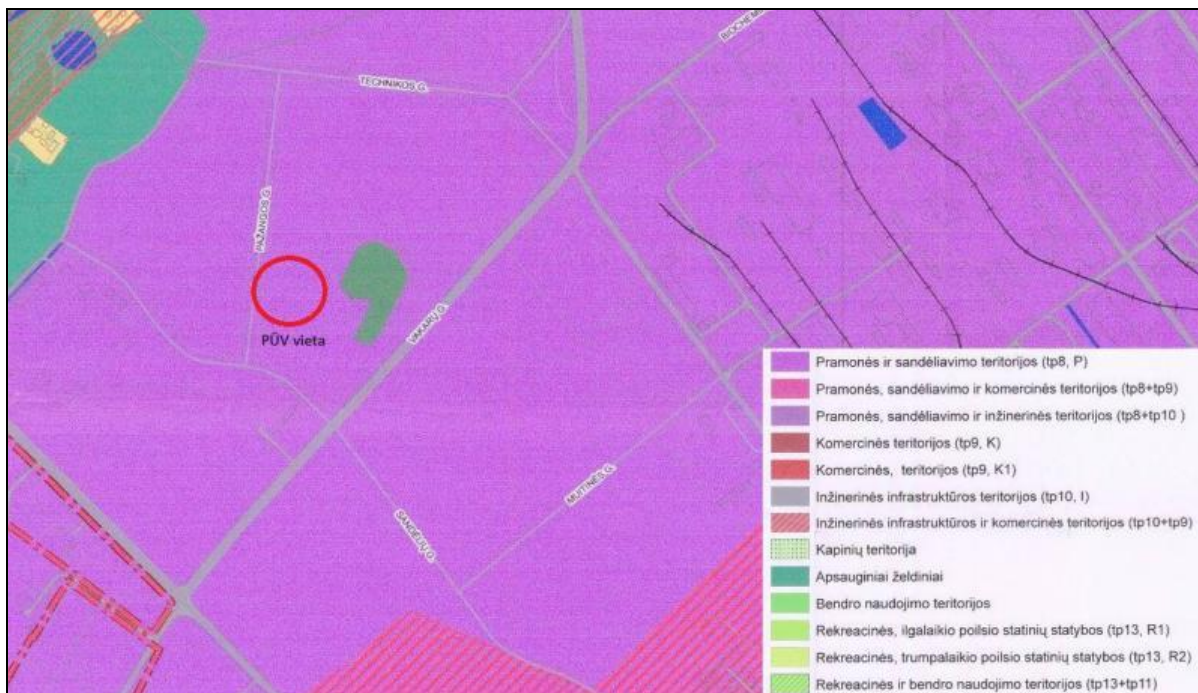 BIOCHEM
TECHNIKOS G.
PAŽANGOS G.
PŪV vieta
VAKARŲ G.
MUITINĖS G.
SANDĖLIŲ G.
Pramonės ir sandėliavimo teritorijos (tp8, P)
Pramonės, sandėliavimo ir komercinės teritorijos (tp8+tp9)
Pramonės, sandėliavimo ir inžinerinės teritorijos (tp8+tp10 )
Komercinės teritorijos (tp9, K)
Komercinės, teritorijos (tp9, K1)
Inžinerinės infrastruktūros teritorijos (tp10, I)
Inžinerinės infrastruktūros ir komercinės teritorijos (tp10+tp9)
Kapinių teritorija
Apsauginiai želdiniai
Bendro naudojimo teritorijos
Rekreacinės, ilgalaikio poilsio statinių statybos (tp13, R1)
Rekreacinės, trumpalaikio poilsio statinių statybos (tp13, R2)
Rekreacinės ir bendro naudojimo teritorijos (tp13+tp11)